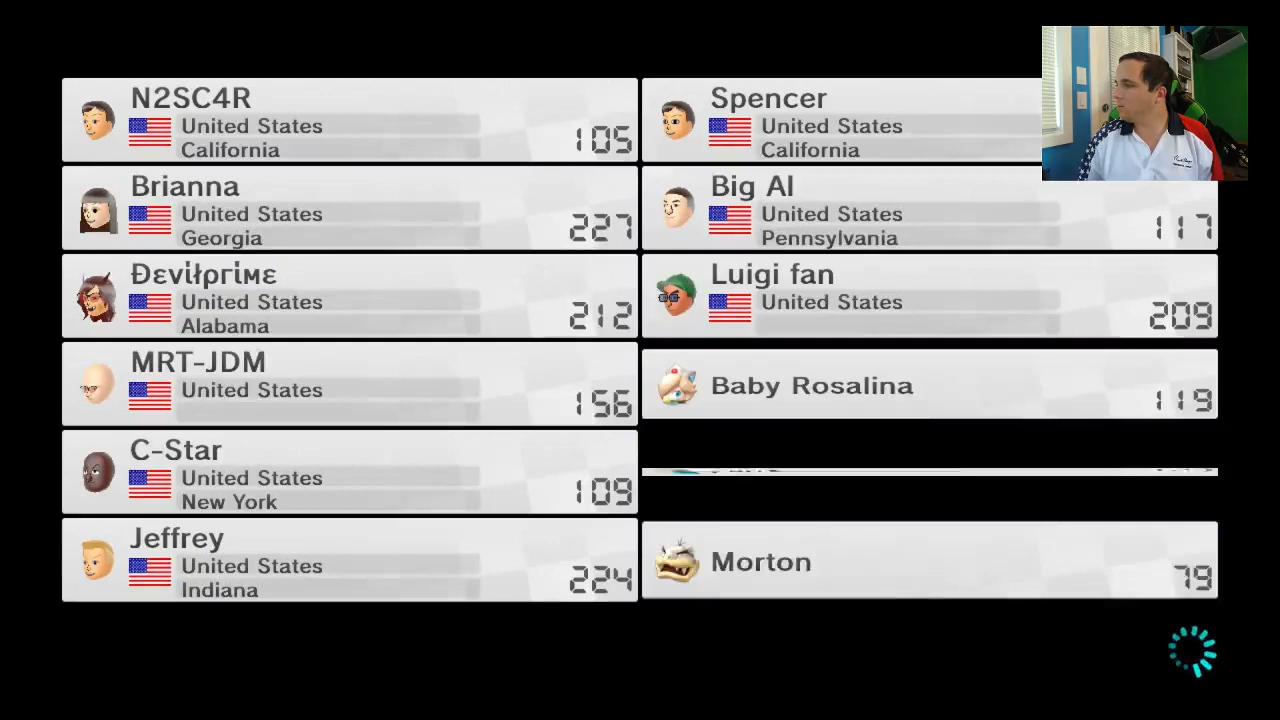 N2SC4R
United States
California
105
Brianna
United States
Georgia
227
Đενἰłρrἰмε
United States
Alabama
212
MRT-JDM
United States
156
C-Star
United States
New York
109
Jeffrey
United States
Indiana
224
Spencer
United States
California
Big Al
United States
Pennsylvania
117
Luigi fan
United States
209
Baby Rosalina
119
Morton
79